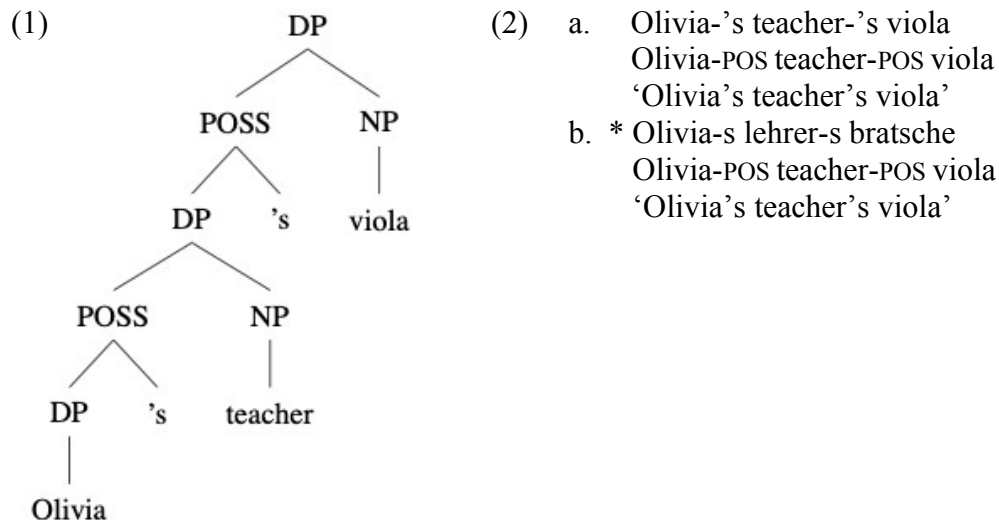 (1)
DP
POSS NP
DP ’s viola
POSS NP
DP ’s teacher
Olivia
(2) a. Olivia-’s teacher-’s viola
Olivia-POS teacher-POS viola
‘Olivia’s teacher’s viola’
b. * Olivia-s lehrer-s bratsche
Olivia-POS teacher-POS viola
‘Olivia’s teacher’s viola’